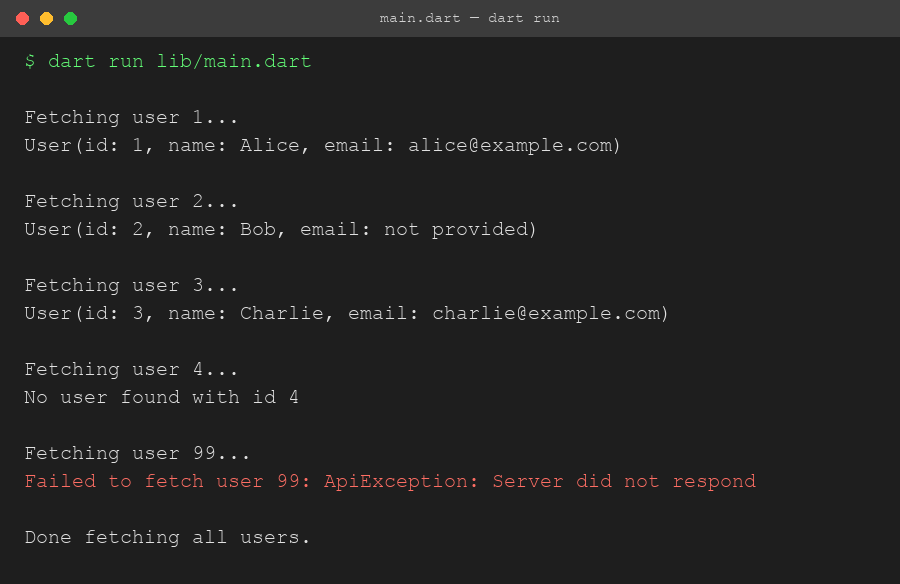 main.dart — dart run
$ dart run lib/main.dart
Fetching user 1...
User(id: 1, name: Alice, email: alice@example.com)
Fetching user 2...
User(id: 2, name: Bob, email: not provided)
Fetching user 3...
User(id: 3, name: Charlie, email: charlie@example.com)
Fetching user 4...
No user found with id 4
Fetching user 99...
Failed to fetch user 99: ApiException: Server did not respond
Done fetching all users.